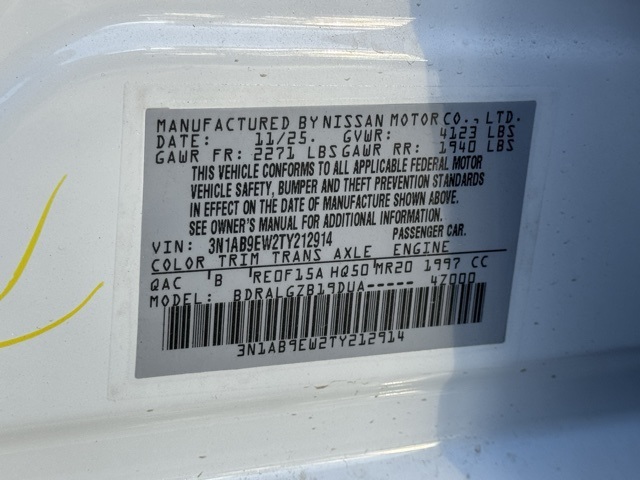 MANUFACTURED BY NISSAN MOTOR CO., LTD.
DATE: 11/25. GVWR: 4123 LBS
GAWR FR: 2271 LBS GAWR RR: 1940 LBS
THIS VEHICLE CONFORMS TO ALL APPLICABLE FEDERAL MOTOR
VEHICLE SAFETY, BUMPER AND THEFT PREVENTION STANDARDS
IN EFFECT ON THE DATE OF MANUFACTURE SHOWN ABOVE.
SEE OWNER'S MANUAL FOR ADDITIONAL INFORMATION.
VIN: 3N1AB9EW2TY212914 PASSENGER CAR.
COLOR TRIM TRANS AXLE ENGINE
QAC B RE0F15A HQ50 MR20 1997 CC
MODEL: BDRALGZB19DUA----- 4Z000
3N1AB9EW2TY212914